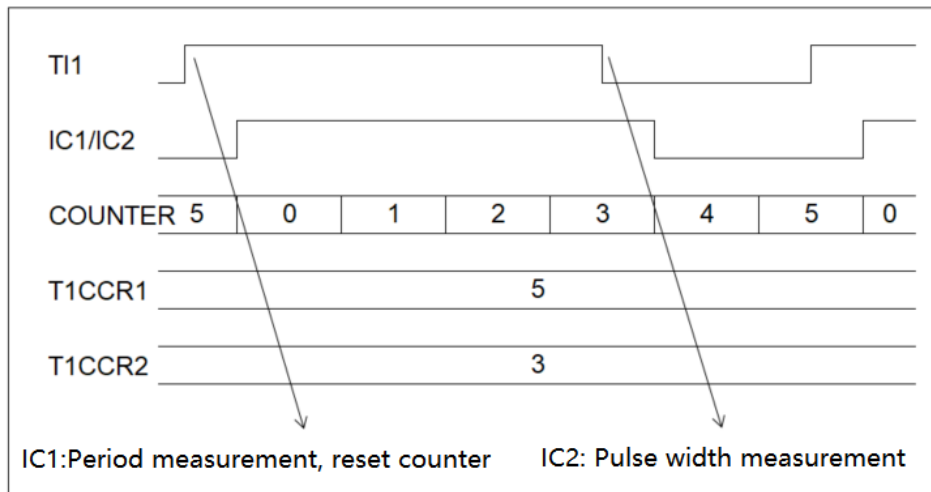 TI1
IC1/IC2
COUNTER 5 0 1 2 3 4 5 0
T1CCR1 5
T1CCR2 3
IC1:Period measurement, reset counter IC2: Pulse width measurement